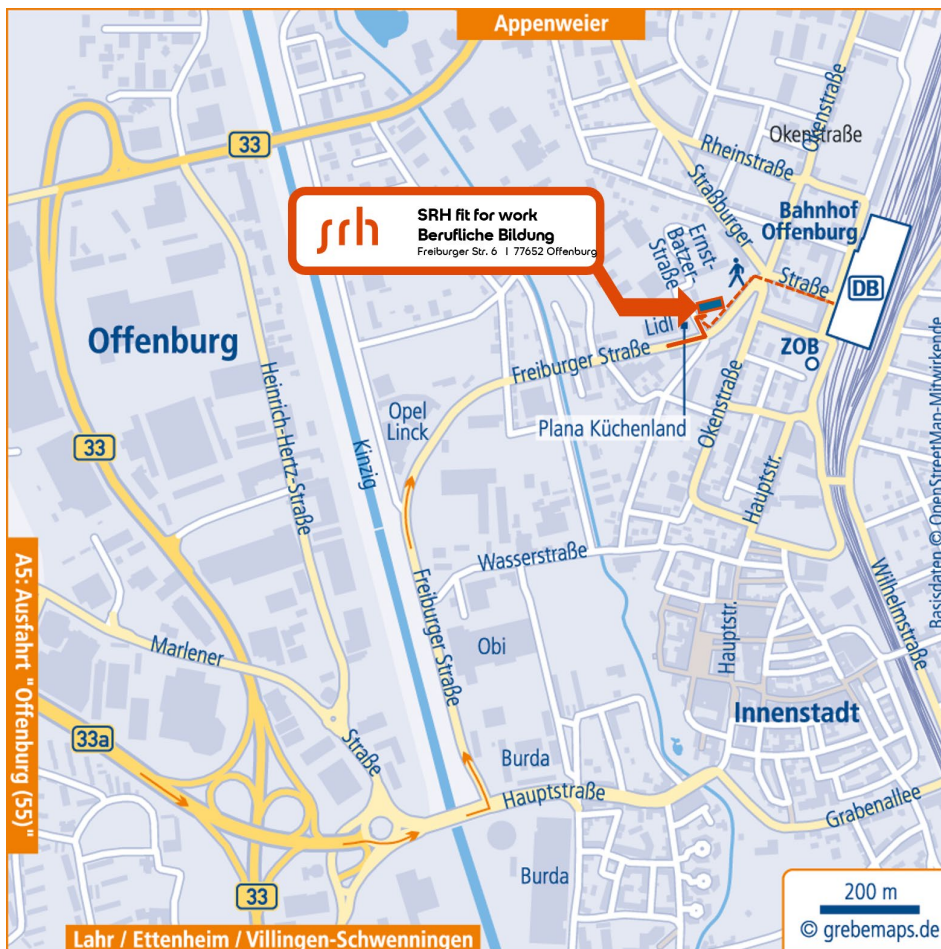 Appenweier
33
Okenstraße
Okenstraße
Rheinstraße
Straßburger
Straße
Bahnhof
Offenburg
DB
srh
SRH fit for work
Berufliche Bildung
Freiburger Str. 6 | 77652 Offenburg
Ernst-
Batzer-
Straße
Lidl
ZOB
Offenburg
Heinrich-Hertz-Straße
Freiburger Straße
Opel
Linck
Plana Küchenland
Okenstraße
Hauptstr.
33
Kinzig
Wasserstraße
Freiburger Straße
Obi
Hauptstr.
Wilhelmstraße
Basisdaten © OpenStreetMap-Mitwirkende
A5: Ausfahrt "Offenburg (55)"
Marlener
Straße
33a
Innenstadt
Burda
Hauptstraße
Grabenallee
Burda
33
200 m
© grebemaps.de
Lahr / Ettenheim / Villingen-Schwenningen